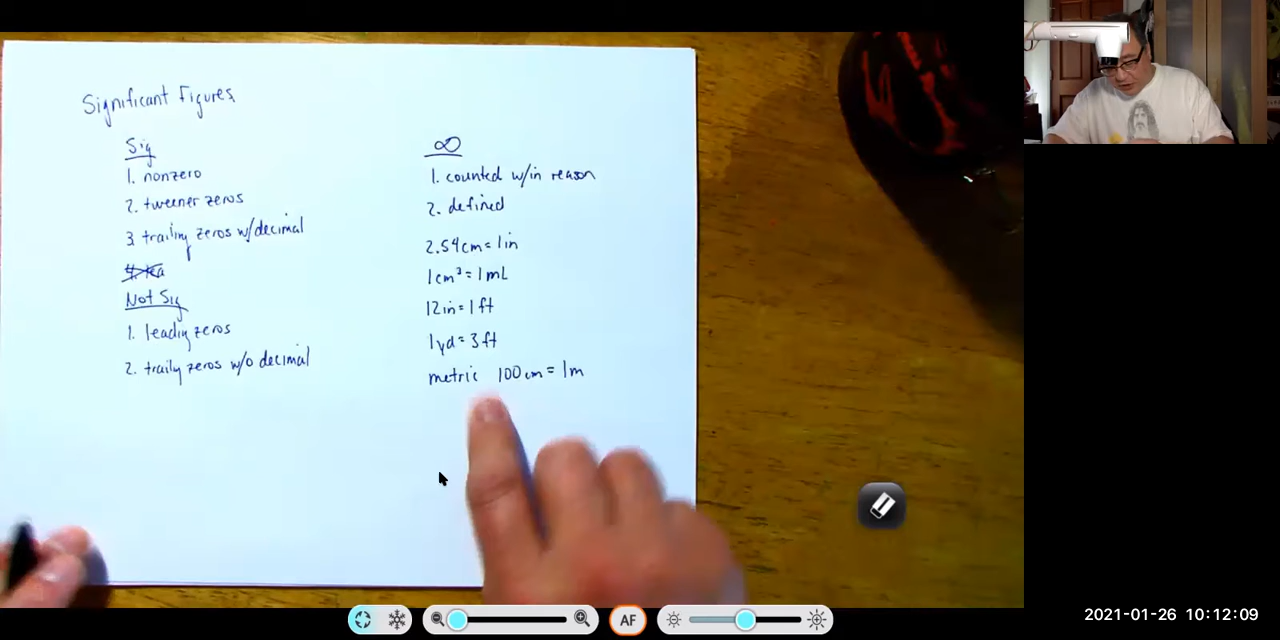 Significant Figures
Sig
1. nonzero
2. tweener zeros
3. trailing zeros w/decimal
Not Sig
1. leading zeros
2. traily zeros w/o decimal
∞
1. counted w/in reason
2. defined
2.54cm = 1in
1cm³ = 1mL
12in = 1ft
1yd = 3ft
metric 100cm = 1m
AF
2021-01-26 10:12:09